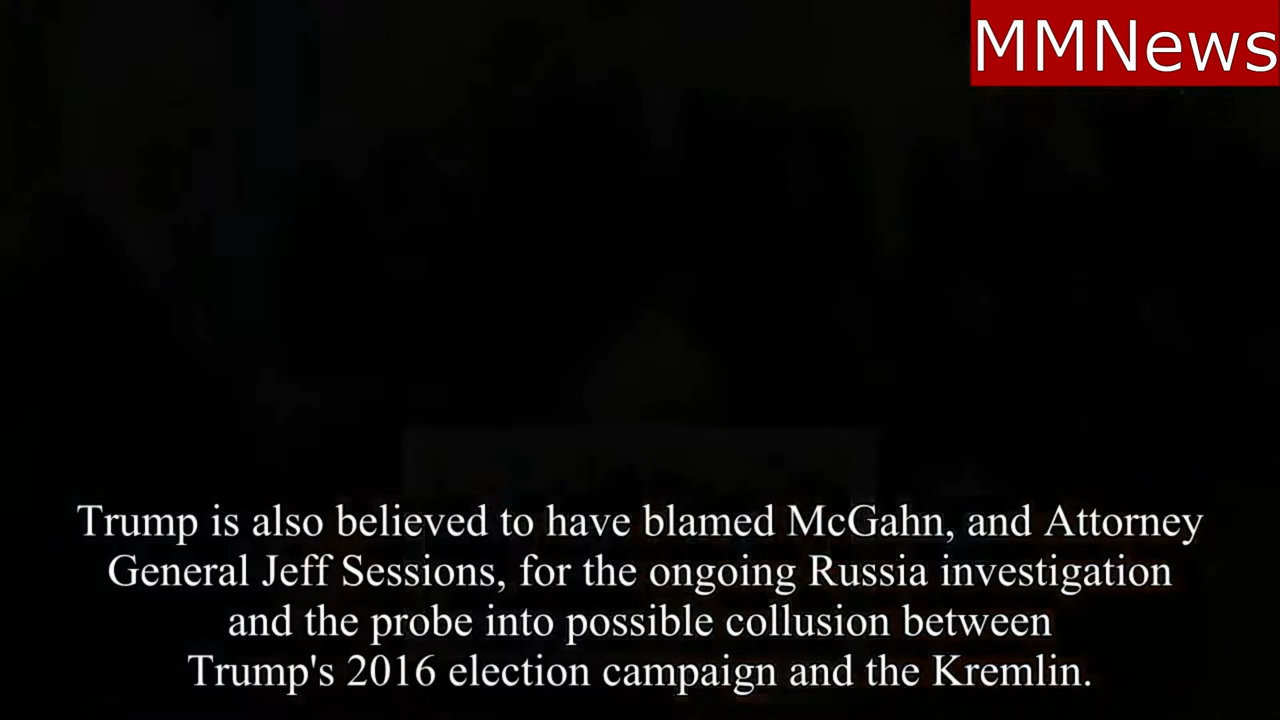 MMNews
Trump is also believed to have blamed McGahn, and Attorney
General Jeff Sessions, for the ongoing Russia investigation
and the probe into possible collusion between
Trump's 2016 election campaign and the Kremlin.